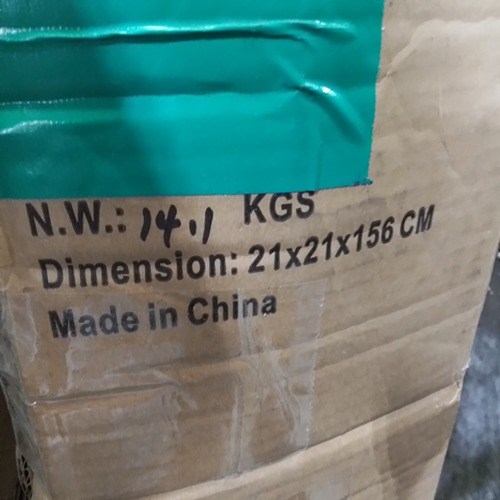 N.W.: 14.1 KGS
Dimension: 21x21x156 CM
Made in China